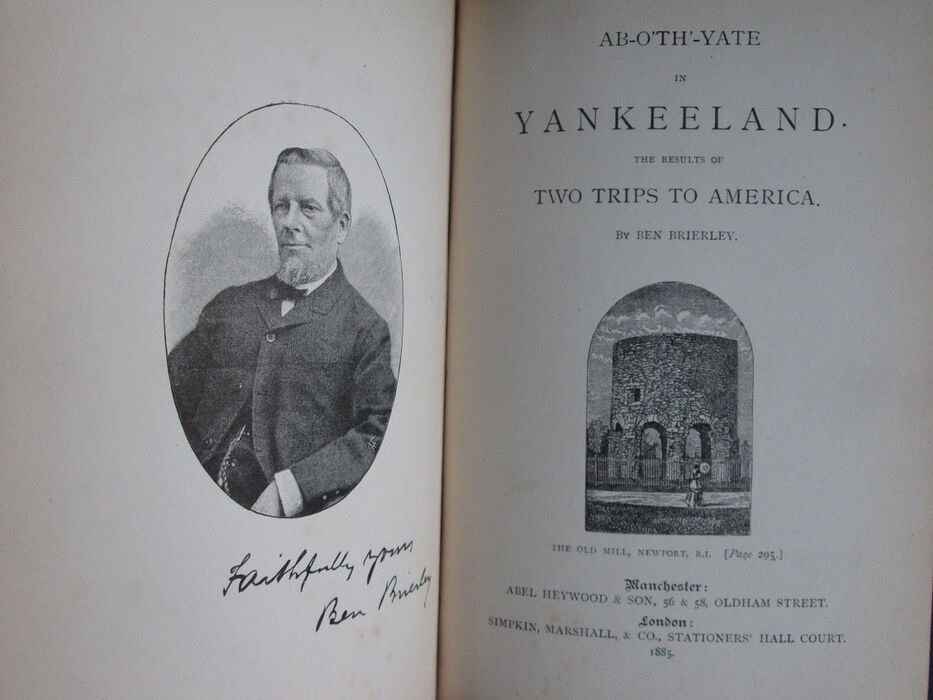 Faithfully yours
Ben Brierley
AB-O'TH'-YATE
IN
YANKEELAND.
THE RESULTS OF
TWO TRIPS TO AMERICA.
By BEN BRIERLEY.
THE OLD MILL, NEWPORT, R.I. [Page 295.]
Manchester:
ABEL HEYWOOD & SON, 56 & 58, OLDHAM STREET.
London:
SIMPKIN, MARSHALL, & CO., STATIONERS' HALL COURT.
1885.